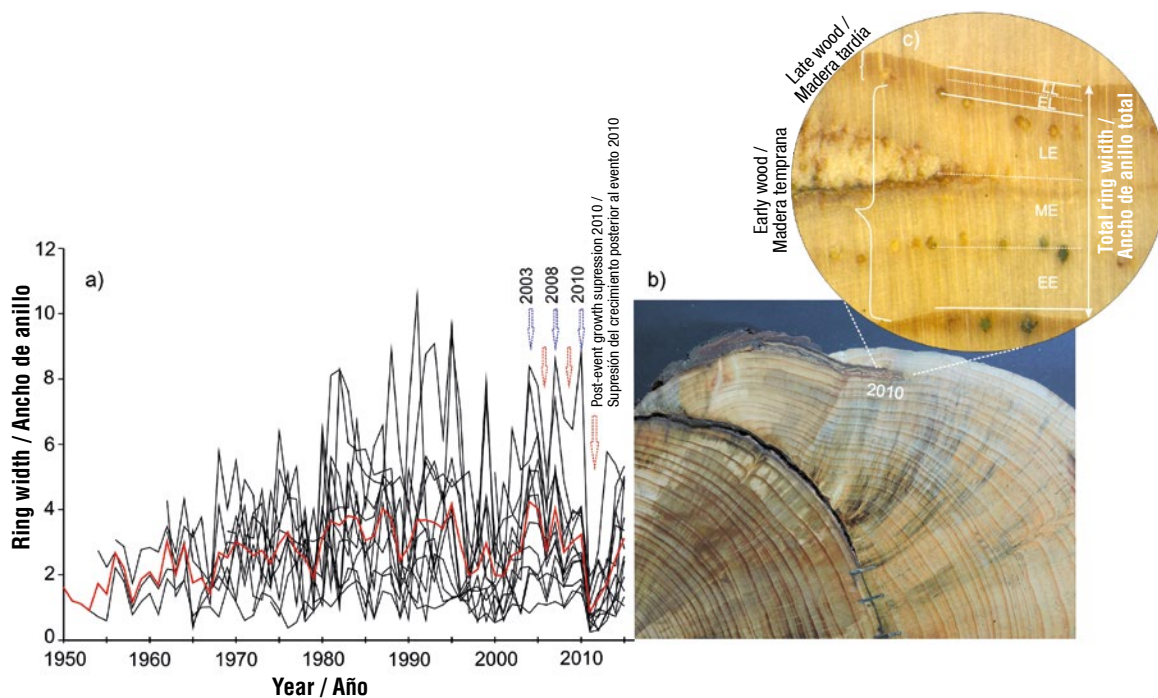 a)
Ring width / Ancho de anillo
12
10
8
6
4
2
0
1950
1960
1970
1980
1990
2000
2010
Year / Año
2003
2008
2010
Post-event growth supression 2010 /
Supresión del crecimiento posterior al evento 2010
b)
2010
c)
Late wood /
Madera tardía
Early wood /
Madera temprana
LL
EL
LE
ME
EE
Total ring width /
Ancho de anillo total